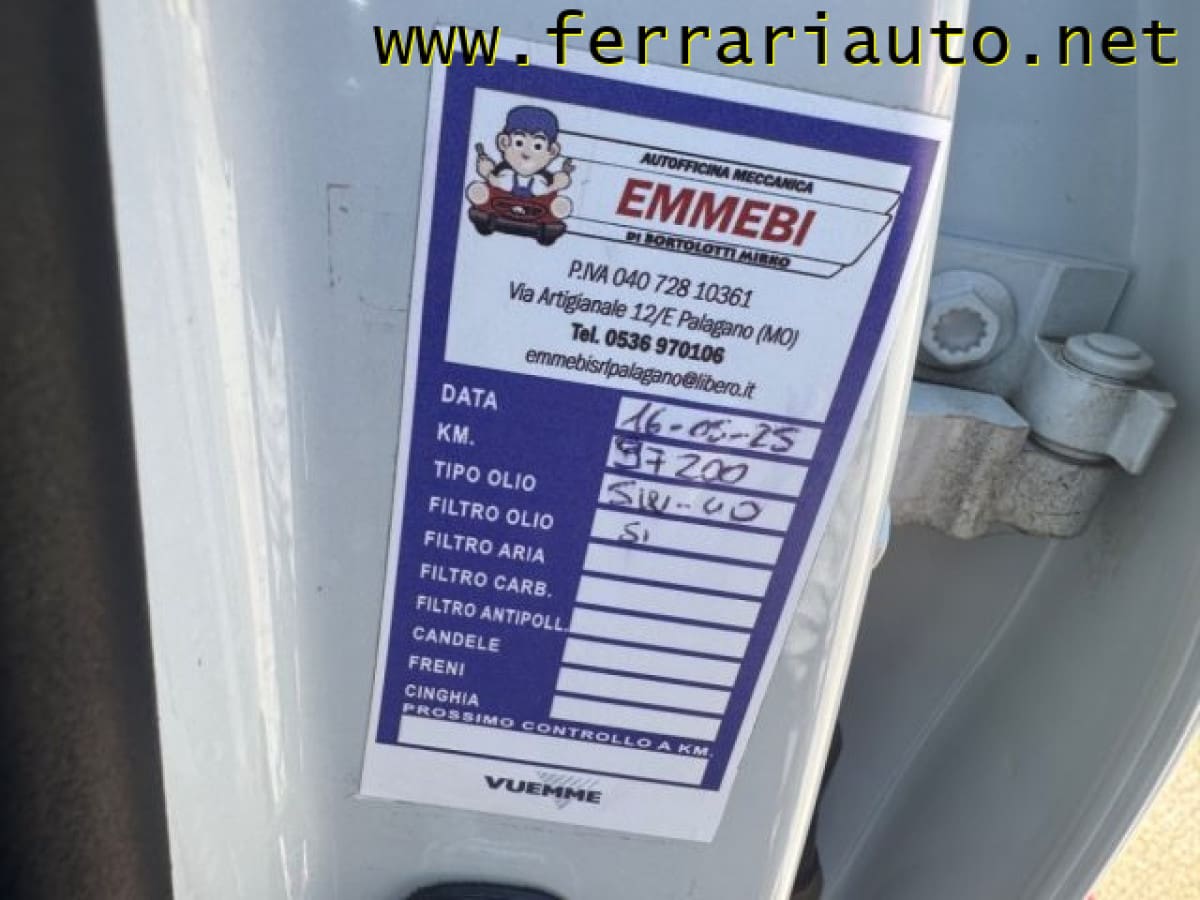 www.ferrariauto.net
AUTOFFICINA MECCANICA
EMMEBI
DI BORTOLOTTI MIRKO
P.IVA 040 728 10361
Via Artigianale 12/E Palagano (MO)
Tel. 0536 970106
emmebisrlpalagano@libero.it
DATA 16-05-25
KM. 97200
TIPO OLIO
FILTRO OLIO Si
FILTRO ARIA
FILTRO CARB.
FILTRO ANTIPOLL.
CANDELE
FRENI
CINGHIA
PROSSIMO CONTROLLO A KM.
VUEMME